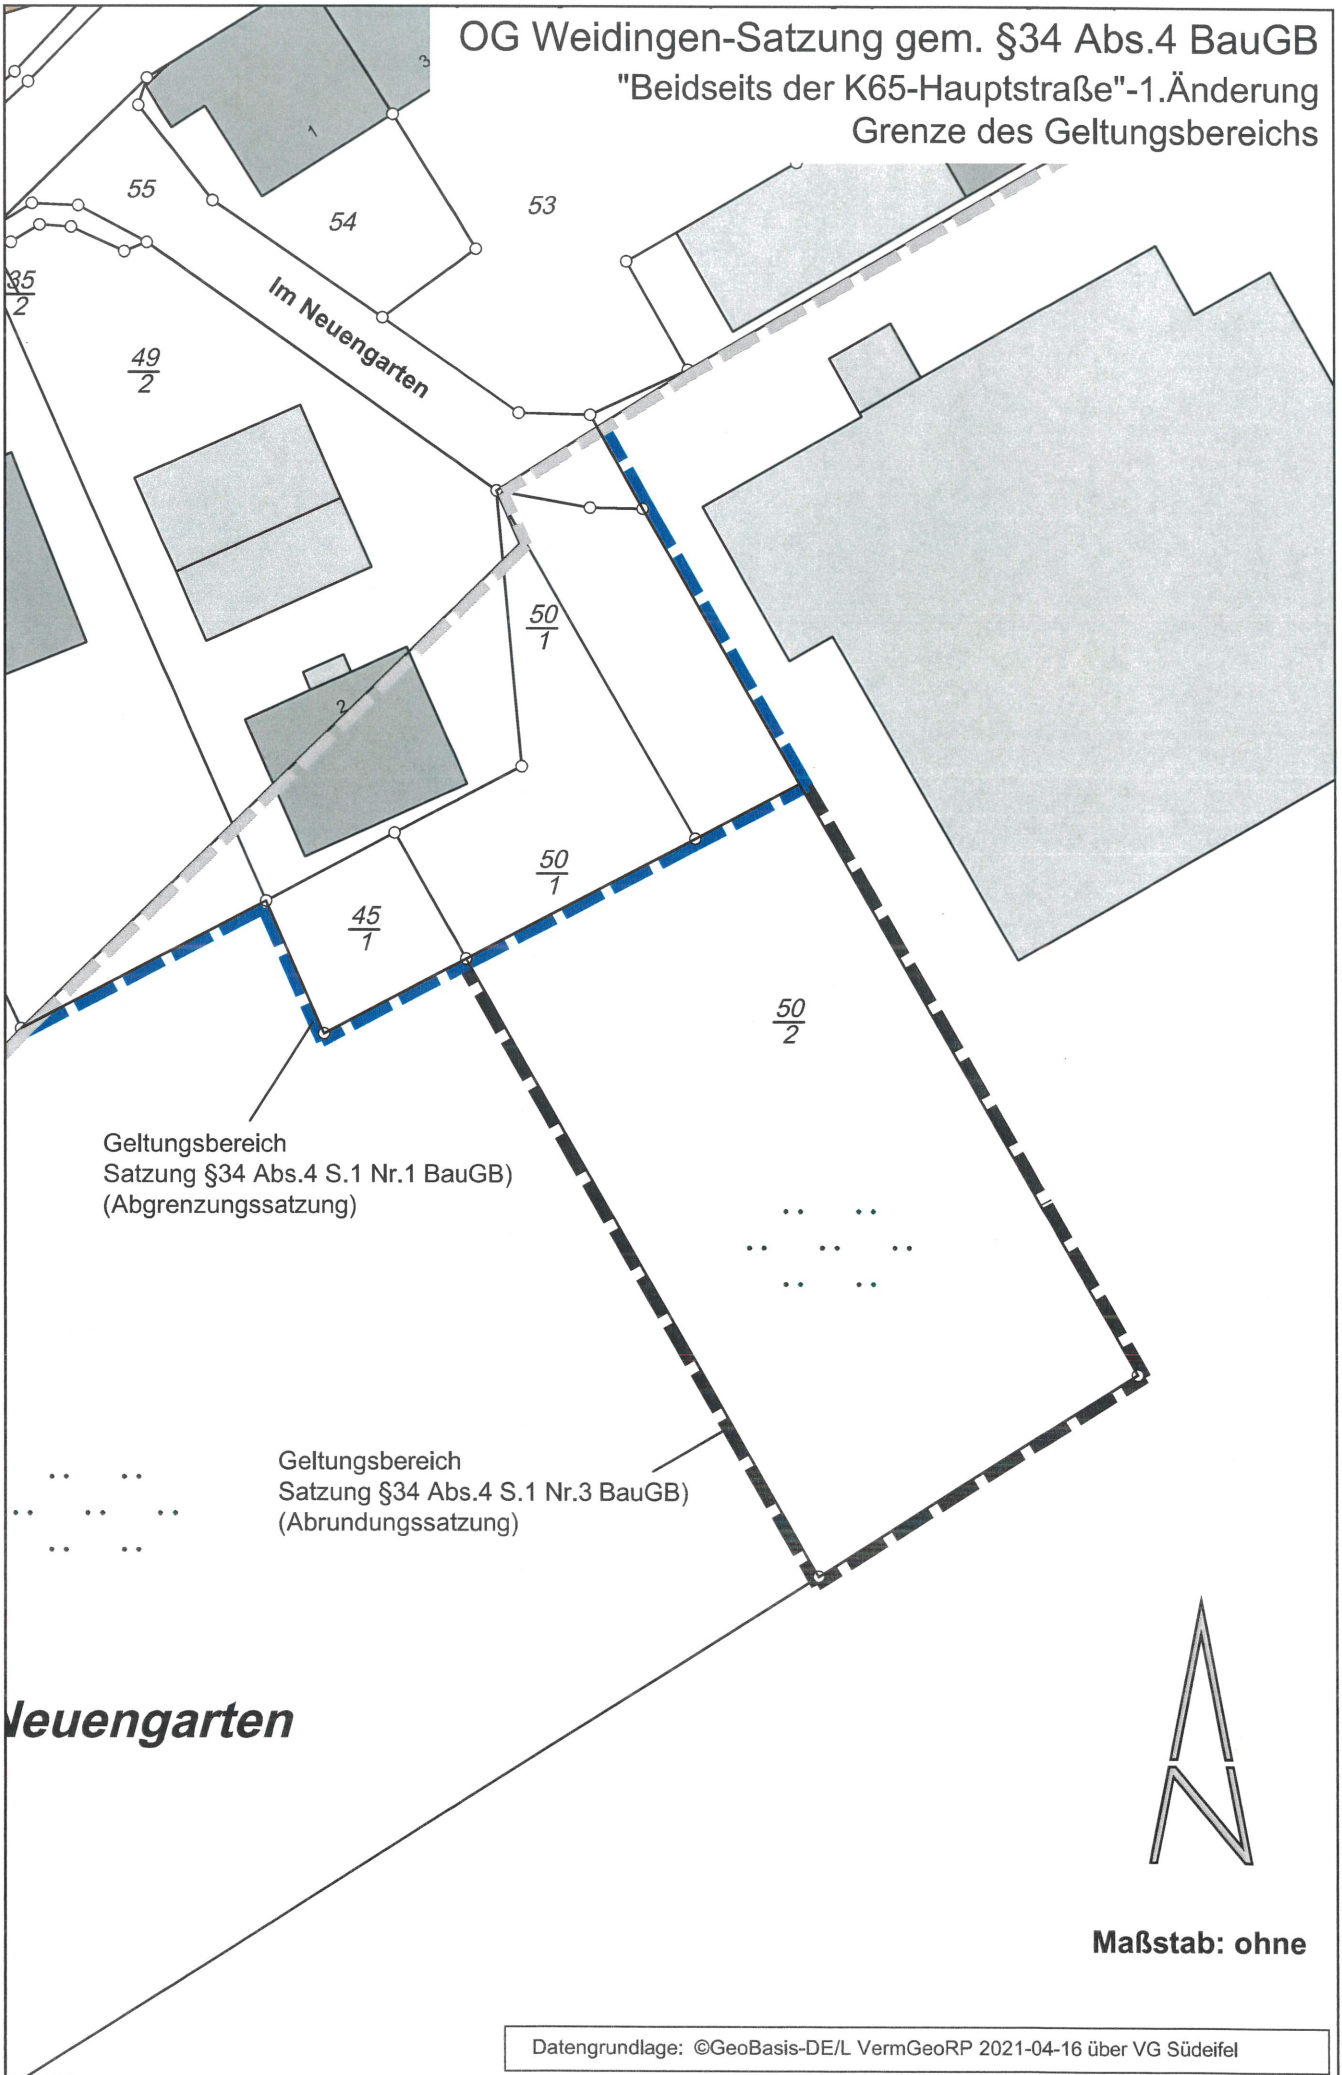 OG Weidingen-Satzung gem. §34 Abs.4 BauGB
"Beidseits der K65-Hauptstraße"-1.Änderung
Grenze des Geltungsbereichs
3
1
55
54
53
35
2
Im Neuengarten
49
2
50
1
2
50
1
45
1
50
2
Geltungsbereich
Satzung §34 Abs.4 S.1 Nr.1 BauGB)
(Abgrenzungssatzung)
Geltungsbereich
Satzung §34 Abs.4 S.1 Nr.3 BauGB)
(Abrundungssatzung)
Neuengarten
N
Maßstab: ohne
Datengrundlage: ©GeoBasis-DE/L VermGeoRP 2021-04-16 über VG Südeifel